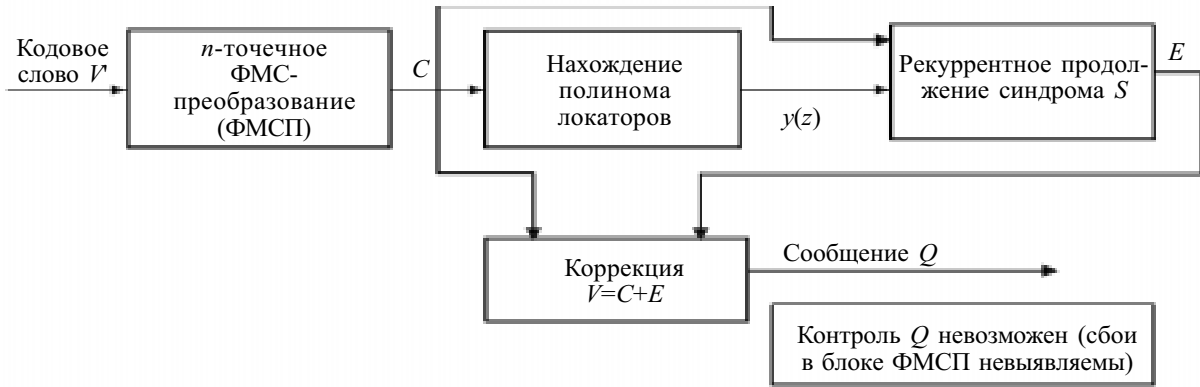 Кодовое
слово V'
n-точечное
ФМС-
преобразование
(ФМСП)
C
Нахождение
полинома
локаторов
y(z)
Рекуррентное продол-
жение синдрома S
E
Коррекция
V=C+E
Сообщение Q
Контроль Q невозможен (сбои
в блоке ФМСП невыявляемы)